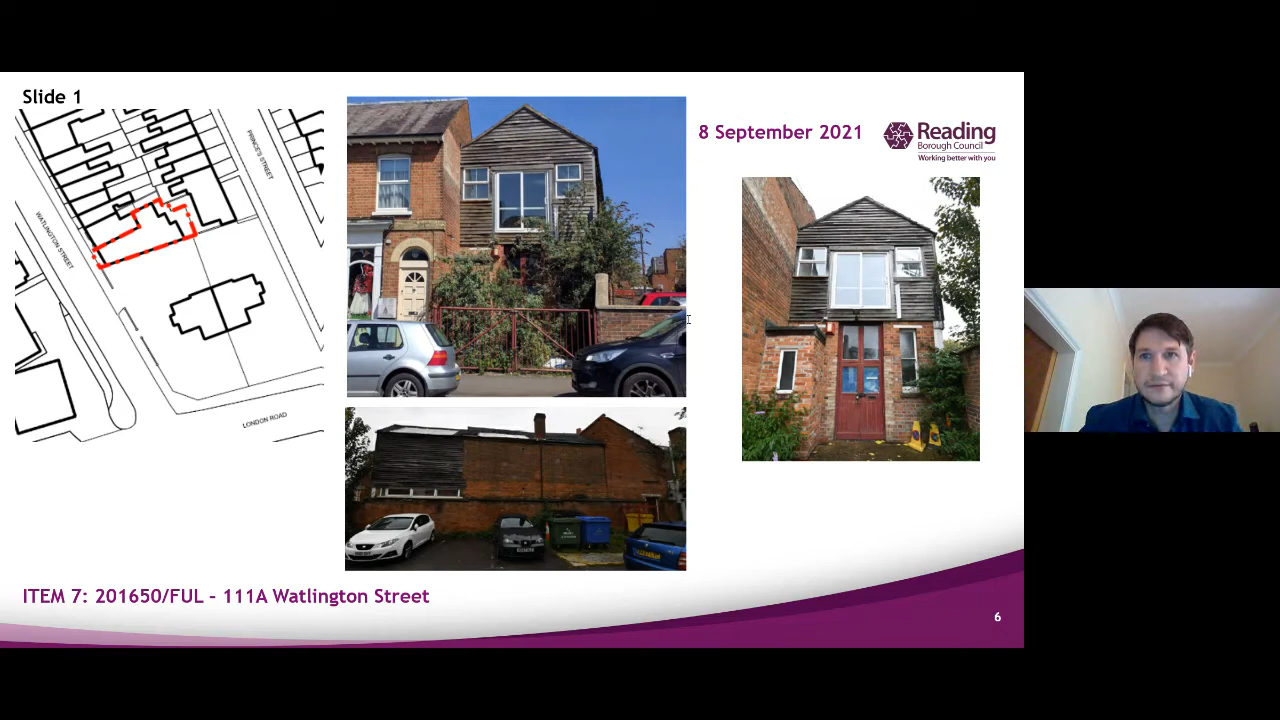 Slide 1
PRINCE'S STREET
WATLINGTON STREET
LONDON ROAD
8 September 2021
Reading
Borough Council
Working better with you
ITEM 7: 201650/FUL – 111A Watlington Street
6